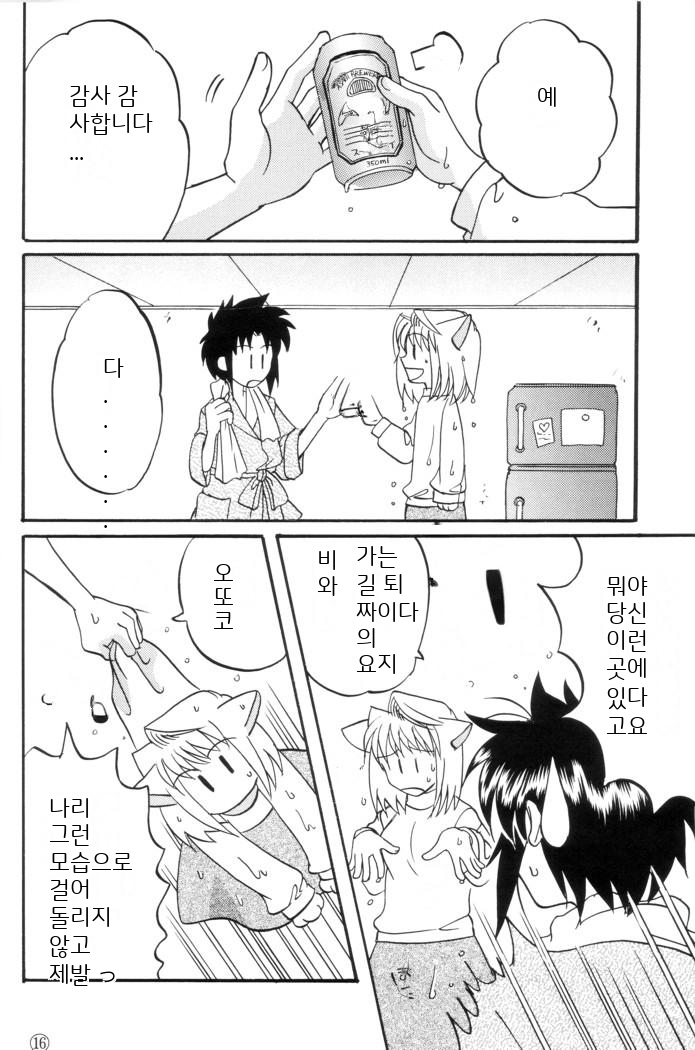 예
감사 감
사합니다
...
350ml
다
.
.
.
.
.
.
뭐야
당신
이런
곳에
있다
고요
가는
길 퇴
짜이다
의
요지
비
와
오
또
코
나리
그런
모습으로
걸어
돌리지
않고
제발 っ
16